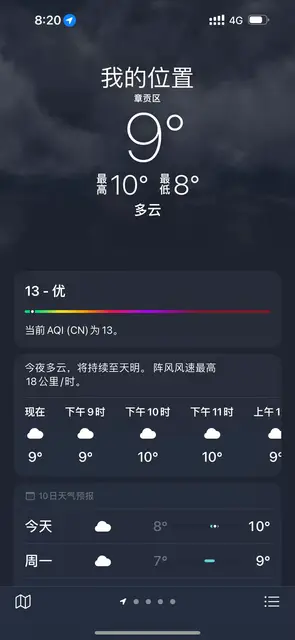 8:20 4G
我的位置
章贡区
9°
最高 10° 最低 8°
多云
13 - 优
当前 AQI (CN) 为 13。
今夜多云，将持续至天明。 阵风风速最高
18 公里/时。
现在 下午9时 下午10时 下午11时 上午1
9° 9° 10° 10° 9°
10日天气预报
今天 8° 10°
周一 7° 9°